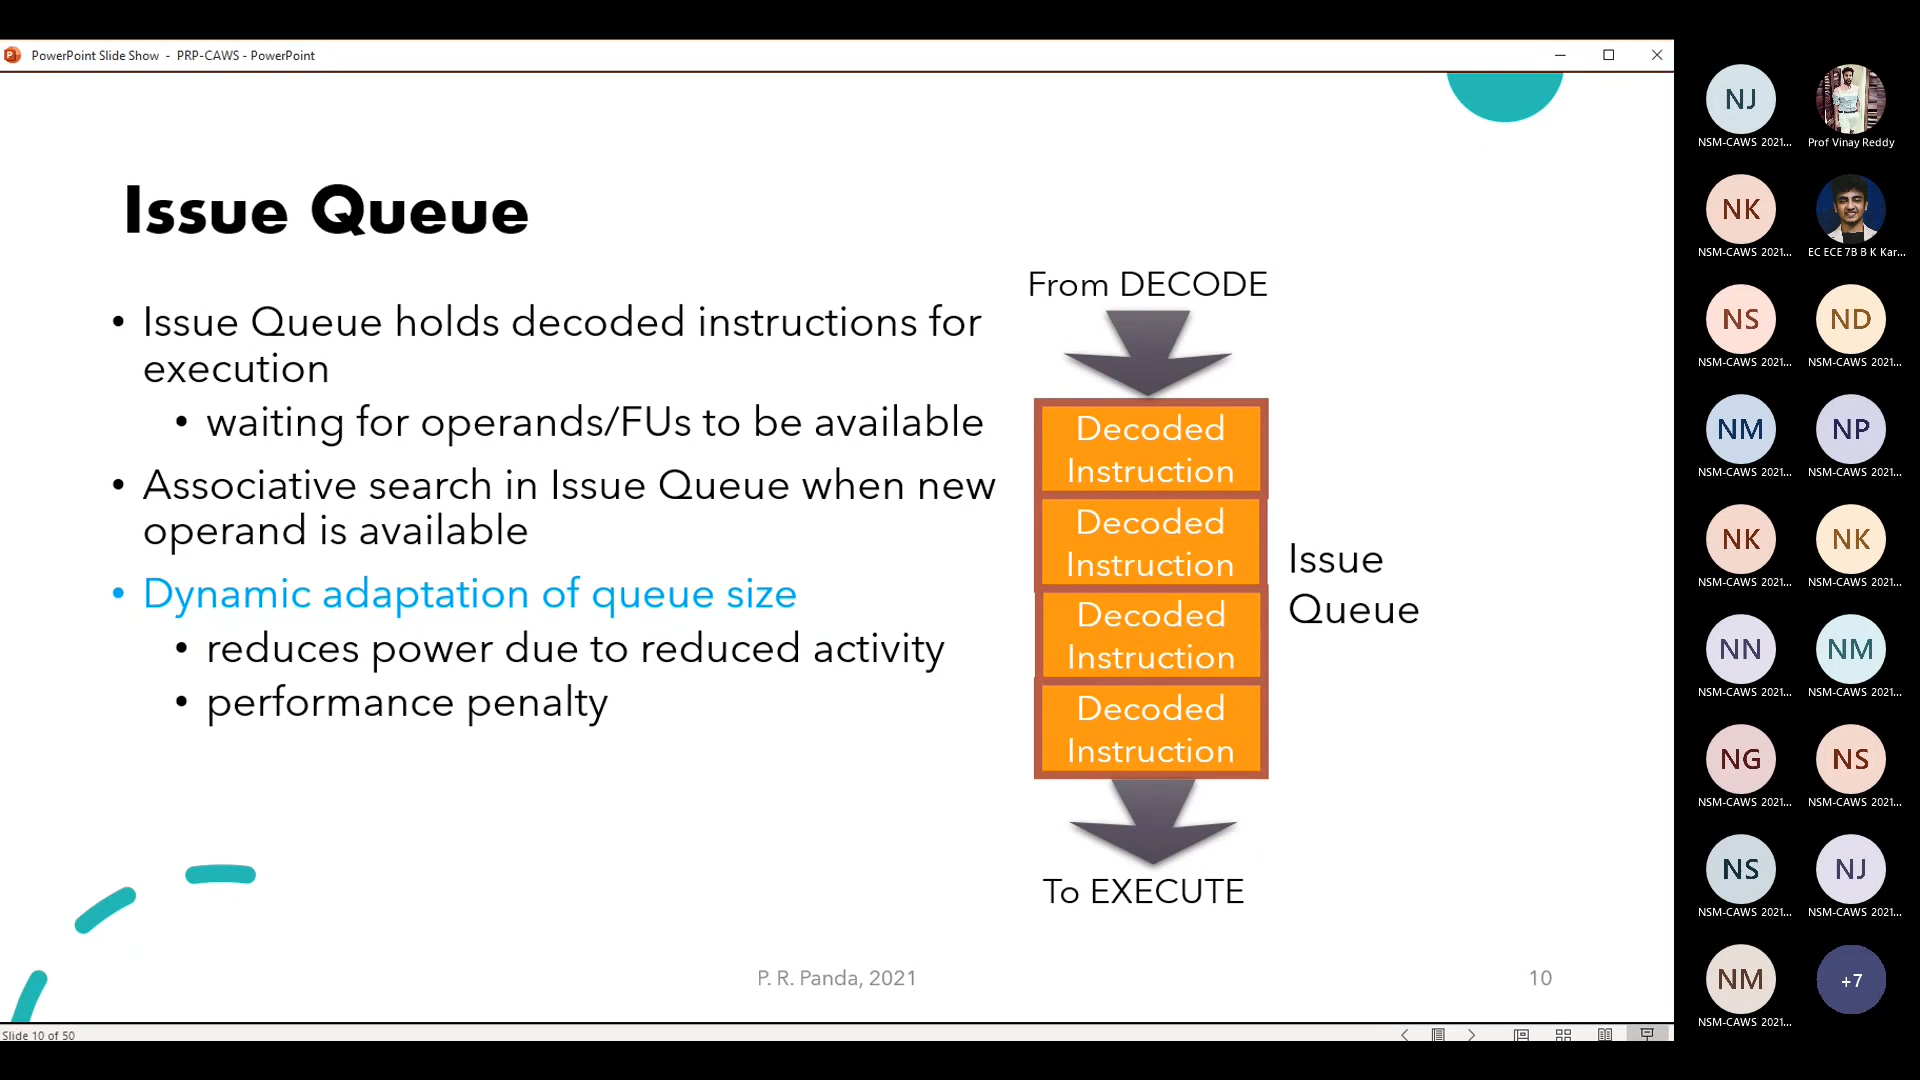 PowerPoint Slide Show - PRP-CAWS - PowerPoint
Issue Queue
• Issue Queue holds decoded instructions for
execution
• waiting for operands/FUs to be available
• Associative search in Issue Queue when new
operand is available
• Dynamic adaptation of queue size
• reduces power due to reduced activity
• performance penalty
From DECODE
Decoded
Instruction
Decoded
Instruction
Decoded
Instruction
Decoded
Instruction
Issue
Queue
To EXECUTE
P. R. Panda, 2021
10
Slide 10 of 50
NJ
NSM-CAWS 2021...
Prof Vinay Reddy
NK
NSM-CAWS 2021...
EC ECE 7B B K Kar...
NS
NSM-CAWS 2021...
ND
NSM-CAWS 2021...
NM
NSM-CAWS 2021...
NP
NSM-CAWS 2021...
NK
NSM-CAWS 2021...
NK
NSM-CAWS 2021...
NN
NSM-CAWS 2021...
NM
NSM-CAWS 2021...
NG
NSM-CAWS 2021...
NS
NSM-CAWS 2021...
NS
NSM-CAWS 2021...
NJ
NSM-CAWS 2021...
NM
NSM-CAWS 2021...
+7